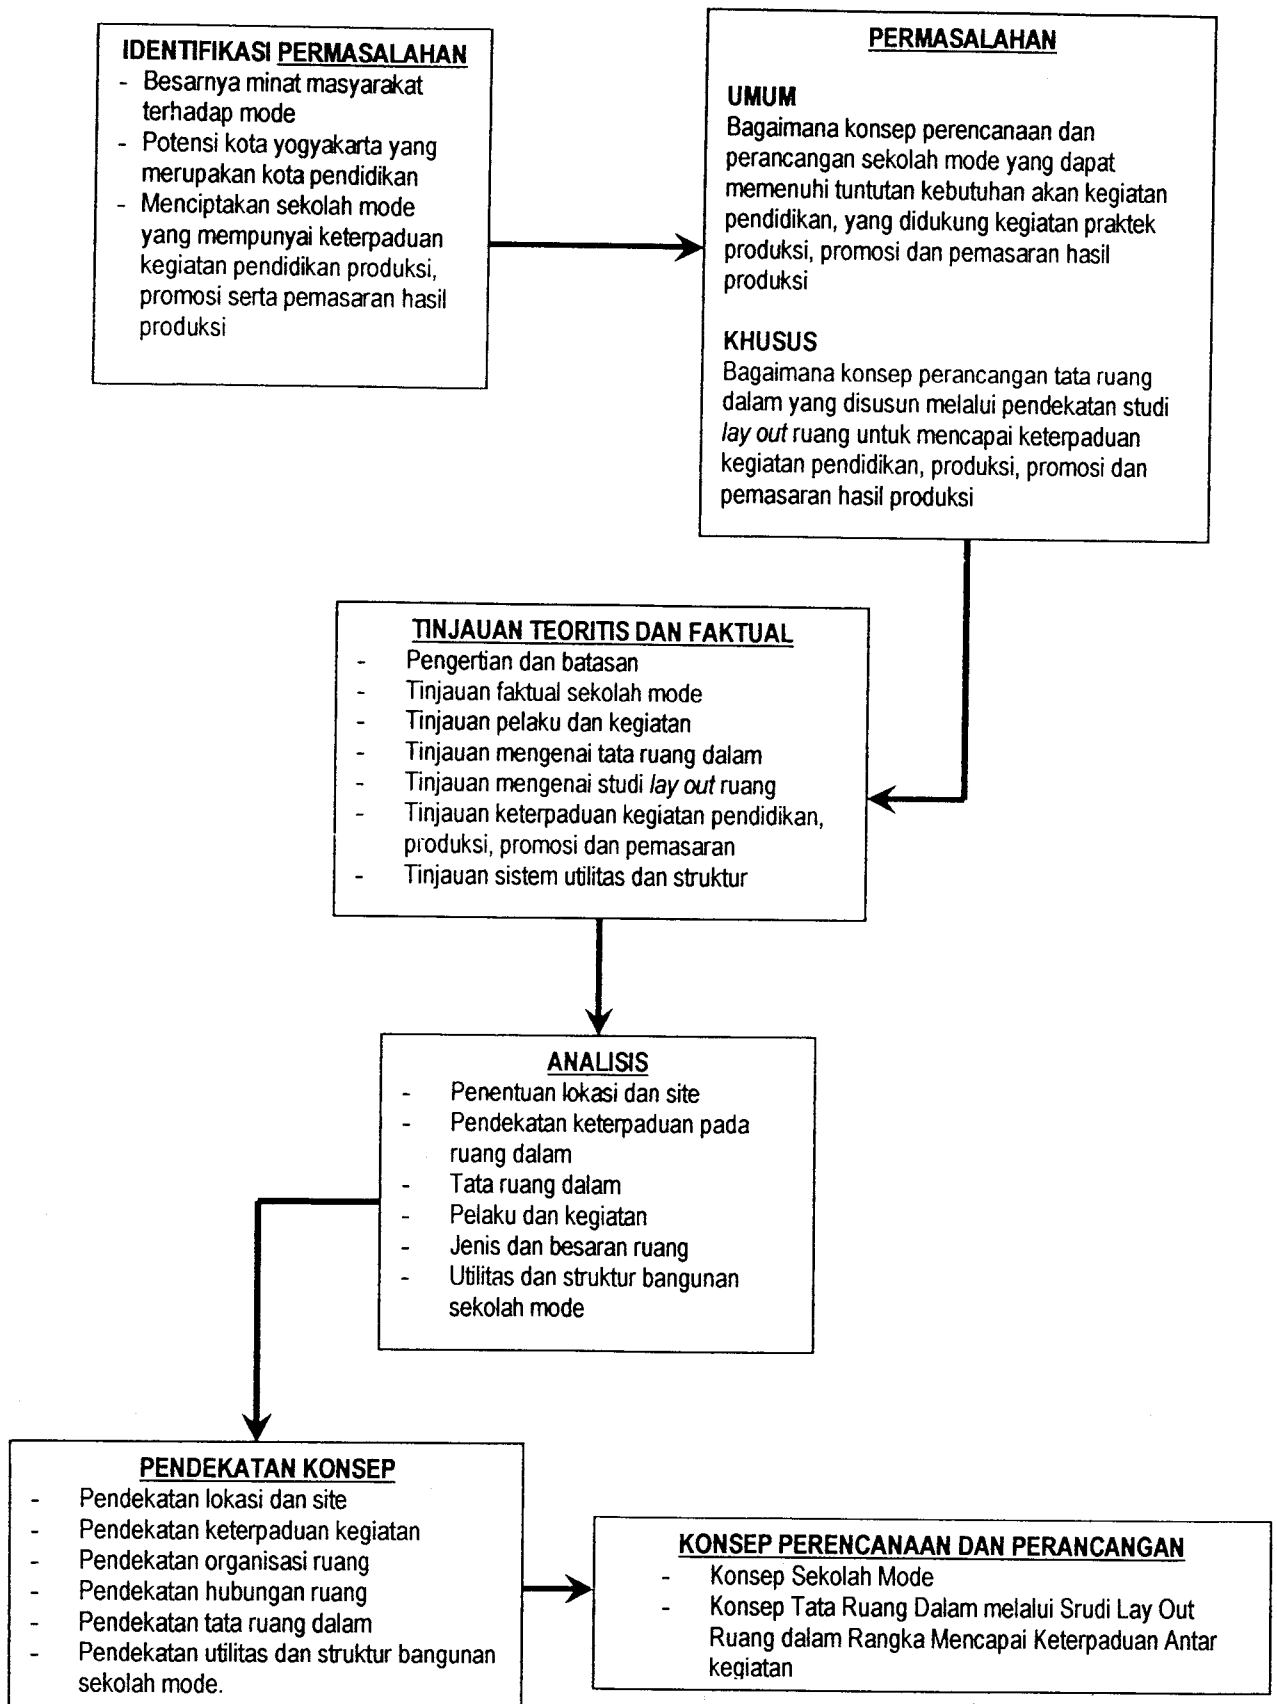 IDENTIFIKASI PERMASALAHAN
- Besarnya minat masyarakat
terhadap mode
- Potensi kota yogyakarta yang
merupakan kota pendidikan
- Menciptakan sekolah mode
yang mempunyai keterpaduan
kegiatan pendidikan produksi,
promosi serta pemasaran hasil
produksi
PERMASALAHAN
UMUM
Bagaimana konsep perencanaan dan
perancangan sekolah mode yang dapat
memenuhi tuntutan kebutuhan akan kegiatan
pendidikan, yang didukung kegiatan praktek
produksi, promosi dan pemasaran hasil
produksi
KHUSUS
Bagaimana konsep perancangan tata ruang
dalam yang disusun melalui pendekatan studi
lay out ruang untuk mencapai keterpaduan
kegiatan pendidikan, produksi, promosi dan
pemasaran hasil produksi
TINJAUAN TEORITIS DAN FAKTUAL
- Pengertian dan batasan
- Tinjauan faktual sekolah mode
- Tinjauan pelaku dan kegiatan
- Tinjauan mengenai tata ruang dalam
- Tinjauan mengenai studi lay out ruang
- Tinjauan keterpaduan kegiatan pendidikan,
produksi, promosi dan pemasaran
- Tinjauan sistem utilitas dan struktur
ANALISIS
- Penentuan lokasi dan site
- Pendekatan keterpaduan pada
ruang dalam
- Tata ruang dalam
- Pelaku dan kegiatan
- Jenis dan besaran ruang
- Utilitas dan struktur bangunan
sekolah mode
PENDEKATAN KONSEP
- Pendekatan lokasi dan site
- Pendekatan keterpaduan kegiatan
- Pendekatan organisasi ruang
- Pendekatan hubungan ruang
- Pendekatan tata ruang dalam
- Pendekatan utilitas dan struktur bangunan
sekolah mode.
KONSEP PERENCANAAN DAN PERANCANGAN
- Konsep Sekolah Mode
- Konsep Tata Ruang Dalam melalui Srudi Lay Out
Ruang dalam Rangka Mencapai Keterpaduan Antar
kegiatan